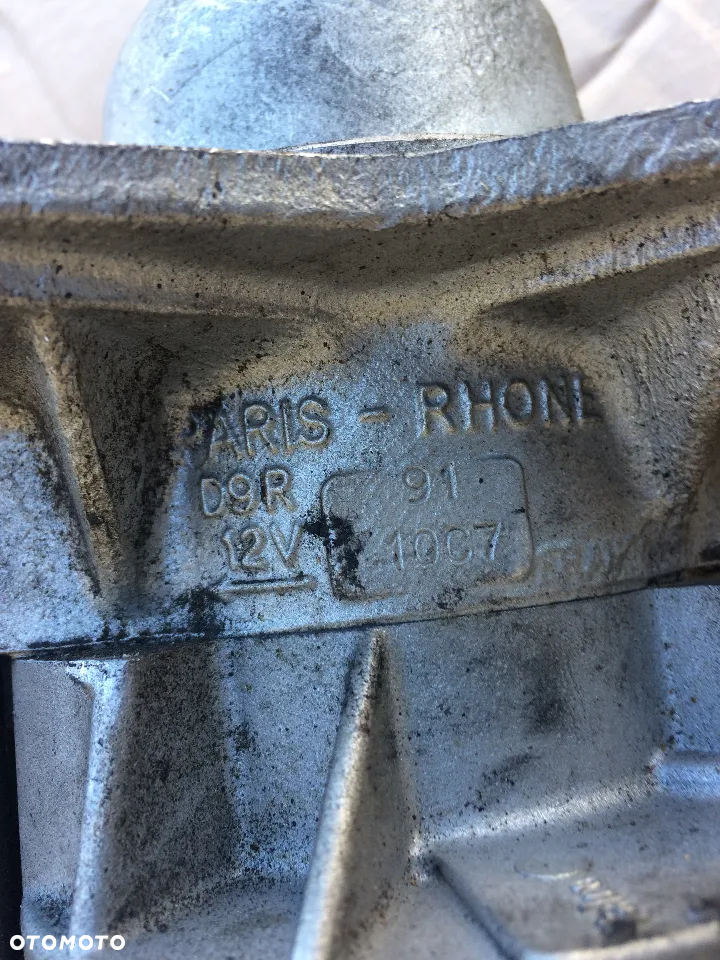 PARIS - RHONE
D9R 91
12V 10C7
OTOMOTO